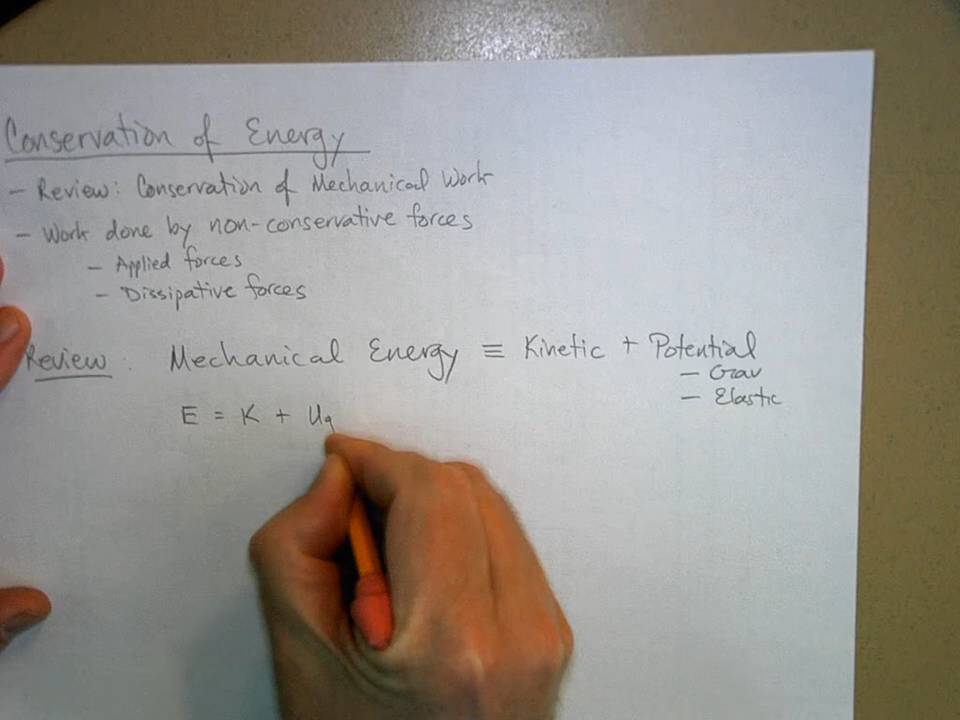 Conservation of Energy
- Review: Conservation of Mechanical Work
- Work done by non-conservative forces
- Applied forces
- Dissipative forces
Review: Mechanical Energy ≡ Kinetic + Potential
- Grav
- Elastic
E = K + Ug